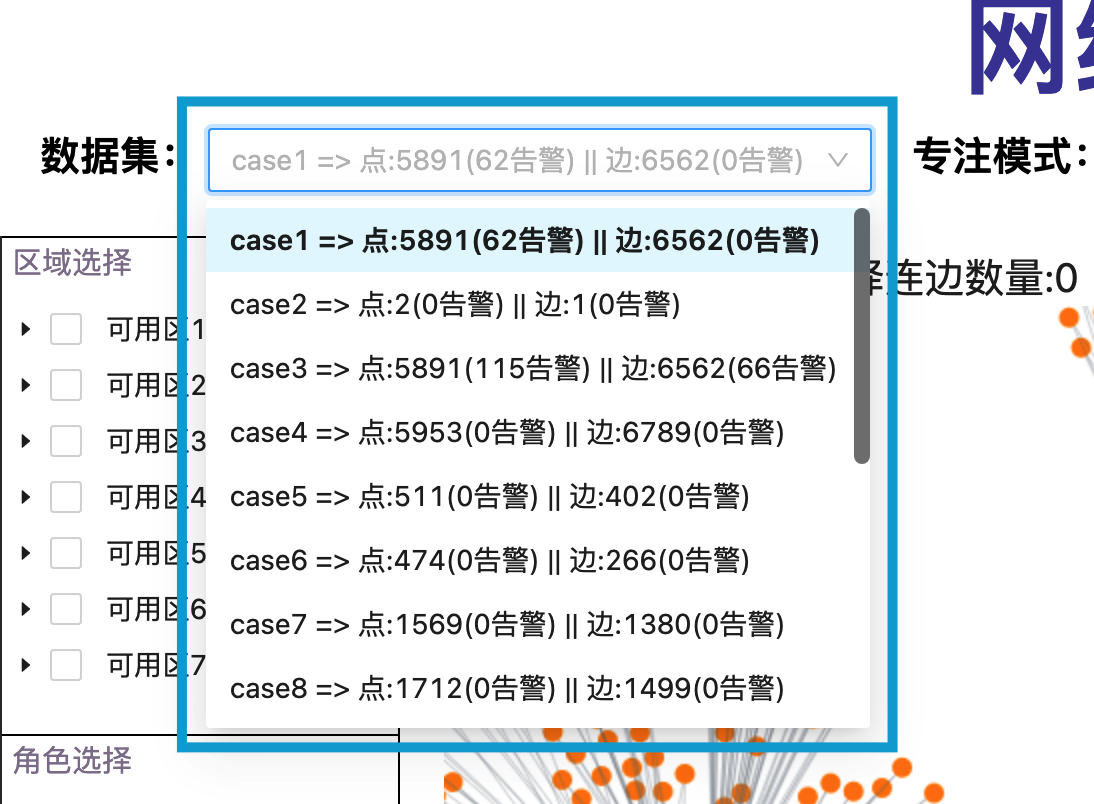 网
数据集：
case1 => 点:5891(62告警) || 边:6562(0告警)
专注模式：
case1 => 点:5891(62告警) || 边:6562(0告警)
case2 => 点:2(0告警) || 边:1(0告警)
case3 => 点:5891(115告警) || 边:6562(66告警)
case4 => 点:5953(0告警) || 边:6789(0告警)
case5 => 点:511(0告警) || 边:402(0告警)
case6 => 点:474(0告警) || 边:266(0告警)
case7 => 点:1569(0告警) || 边:1380(0告警)
case8 => 点:1712(0告警) || 边:1499(0告警)
区域选择
可用区1
可用区2
可用区3
可用区4
可用区5
可用区6
可用区7
角色选择
连边数量:0